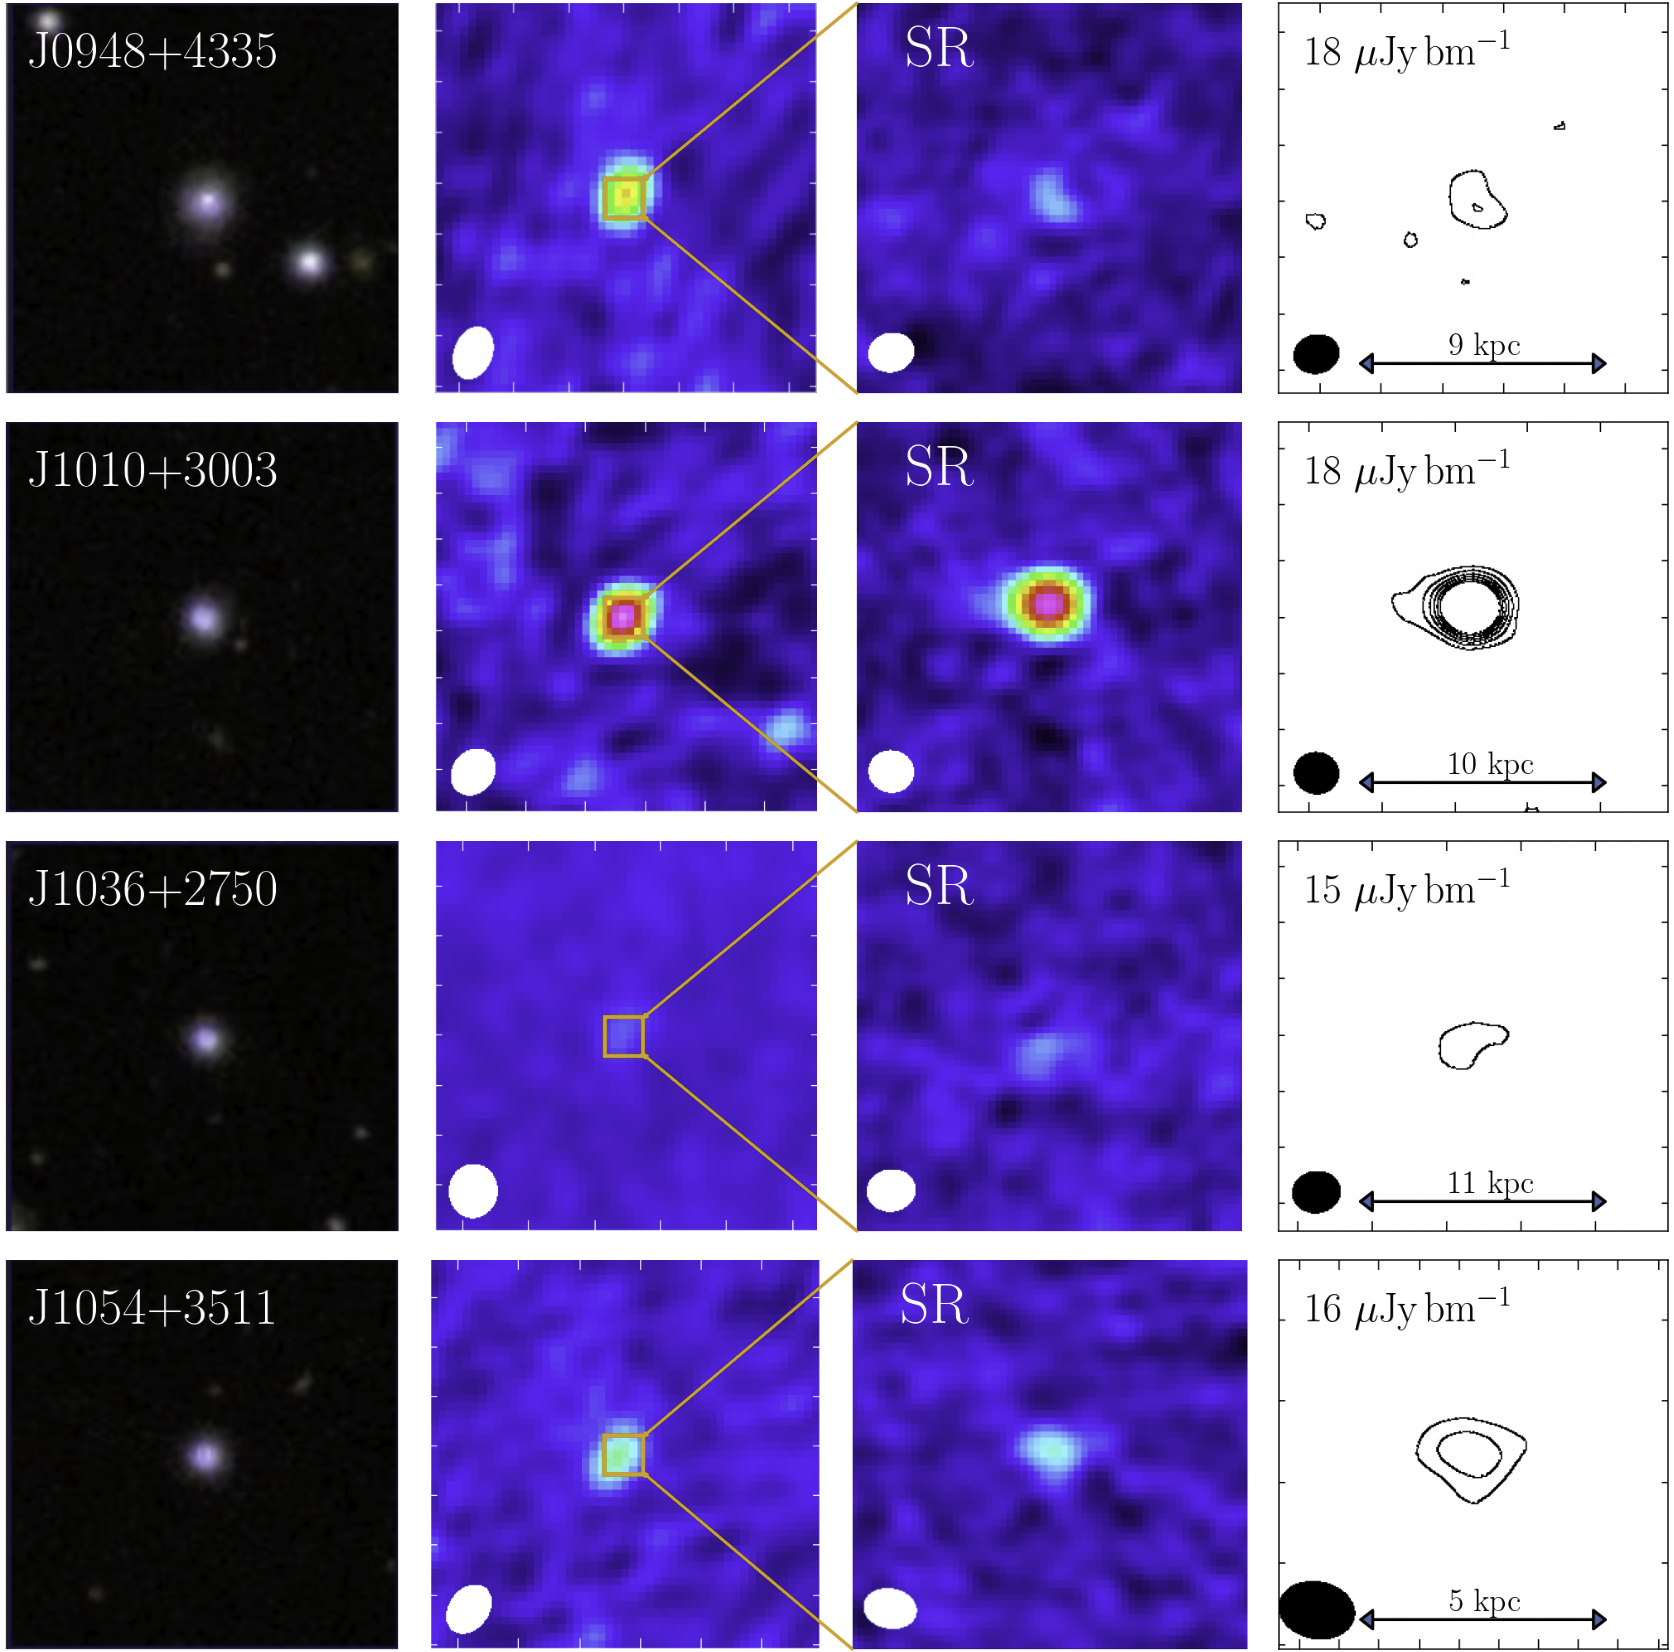 J0948+4335
SR
18 μJy bm⁻¹
9 kpc
J1010+3003
SR
18 μJy bm⁻¹
10 kpc
J1036+2750
SR
15 μJy bm⁻¹
11 kpc
J1054+3511
SR
16 μJy bm⁻¹
5 kpc